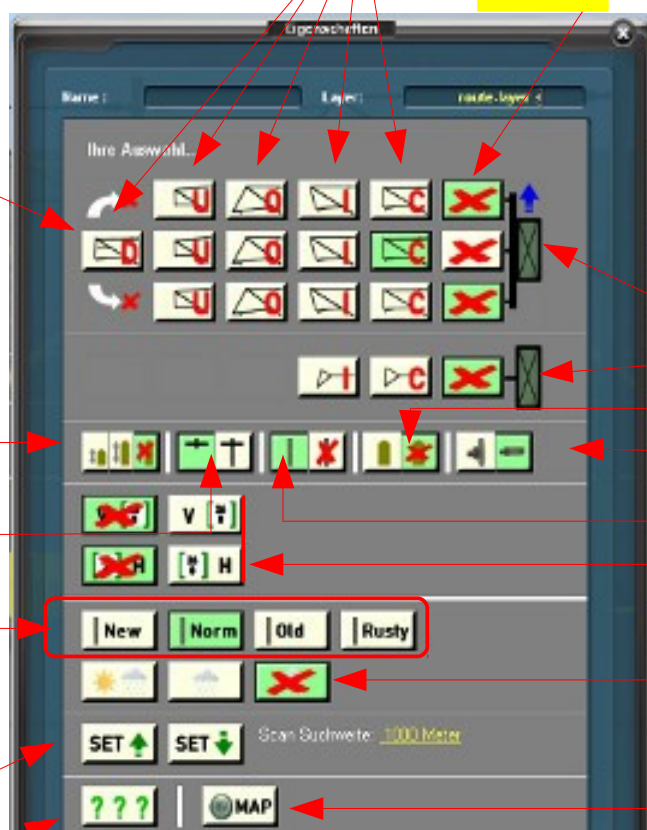 Eigenschaften
Name : Layer: route-layer
Ihre Auswahl...
U Q I C
D U Q I C
U Q I C
I C
V
H
New Norm Old Rusty
SET SET Scan Suchweite: 1000 Meter
? ? ? MAP